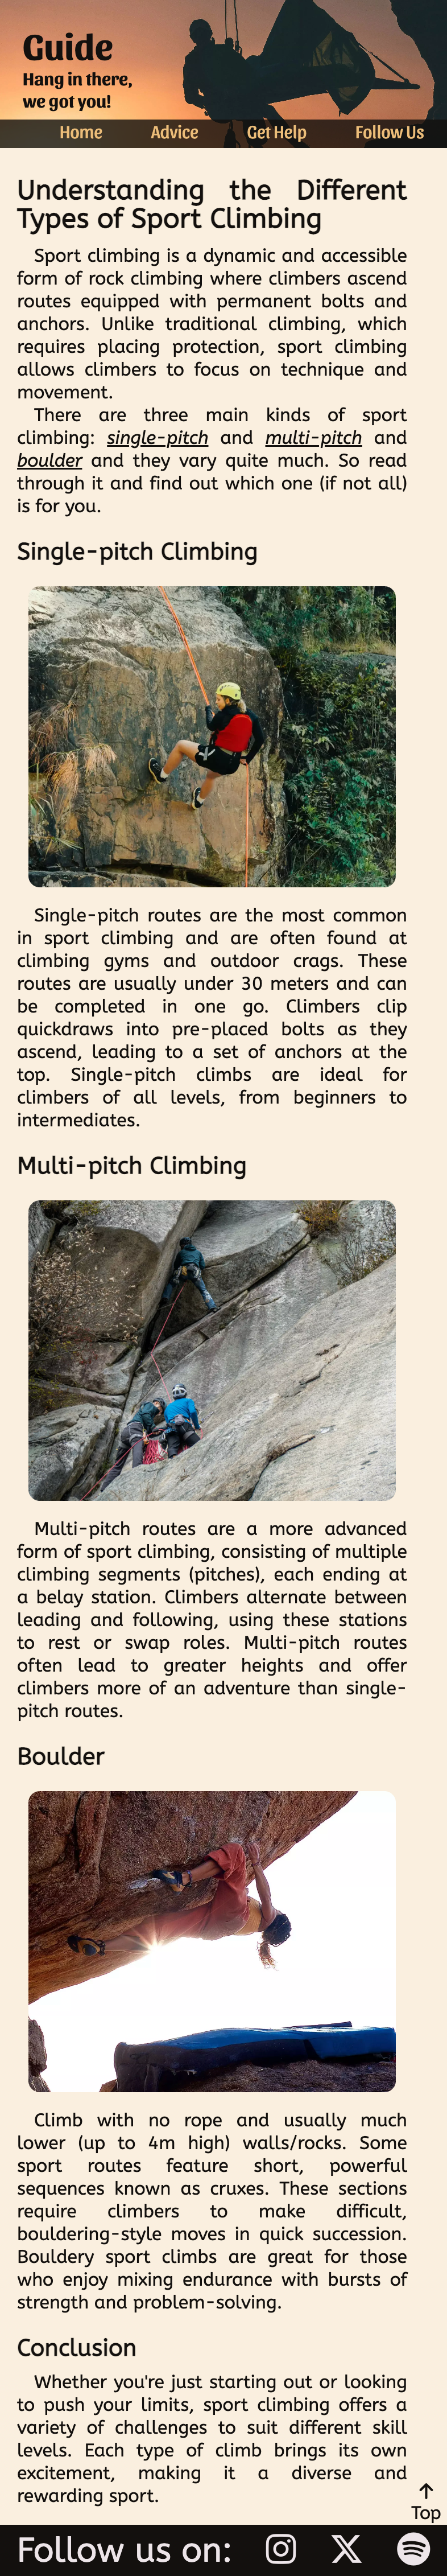 Guide
Hang in there,
we got you!
Home Advice Get Help Follow Us
Understanding the Different
Types of Sport Climbing
Sport climbing is a dynamic and accessible
form of rock climbing where climbers ascend
routes equipped with permanent bolts and
anchors. Unlike traditional climbing, which
requires placing protection, sport climbing
allows climbers to focus on technique and
movement.
There are three main kinds of sport
climbing: single-pitch and multi-pitch and
boulder and they vary quite much. So read
through it and find out which one (if not all)
is for you.
Single-pitch Climbing
Single-pitch routes are the most common
in sport climbing and are often found at
climbing gyms and outdoor crags. These
routes are usually under 30 meters and can
be completed in one go. Climbers clip
quickdraws into pre-placed bolts as they
ascend, leading to a set of anchors at the
top. Single-pitch climbs are ideal for
climbers of all levels, from beginners to
intermediates.
Multi-pitch Climbing
Multi-pitch routes are a more advanced
form of sport climbing, consisting of multiple
climbing segments (pitches), each ending at
a belay station. Climbers alternate between
leading and following, using these stations
to rest or swap roles. Multi-pitch routes
often lead to greater heights and offer
climbers more of an adventure than single-
pitch routes.
Boulder
Climb with no rope and usually much
lower (up to 4m high) walls/rocks. Some
sport routes feature short, powerful
sequences known as cruxes. These sections
require climbers to make difficult,
bouldering-style moves in quick succession.
Bouldery sport climbs are great for those
who enjoy mixing endurance with bursts of
strength and problem-solving.
Conclusion
Whether you're just starting out or looking
to push your limits, sport climbing offers a
variety of challenges to suit different skill
levels. Each type of climb brings its own
excitement, making it a diverse and
rewarding sport.
Top
Follow us on: